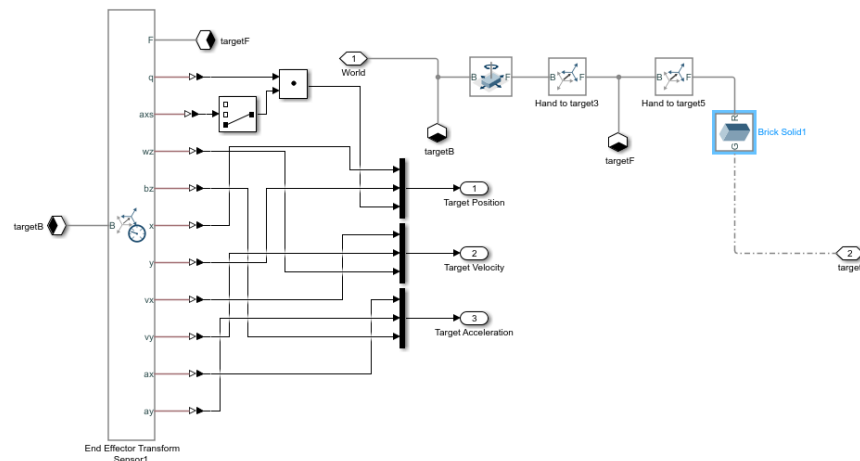 F
targetF
q
axs
wz
bz
targetB
B
x
y
vx
vy
ax
ay
End Effector Transform
Sensor1
1
Target Position
2
Target Velocity
3
Target Acceleration
1
World
targetB
B
F
B
F
Hand to target3
targetF
B
F
Hand to target5
R
G
Brick Solid1
2
target